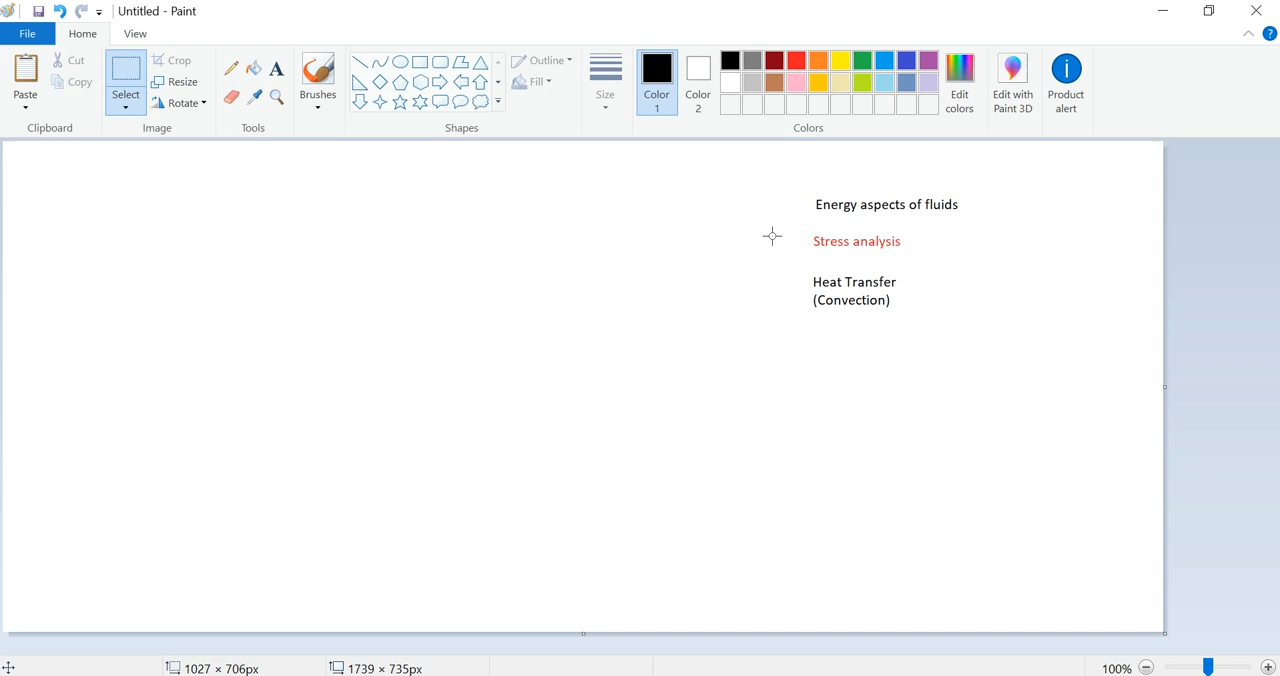 Untitled - Paint
File
Home
View
Paste
Cut
Copy
Clipboard
Select
Crop
Resize
Rotate
Image
Tools
Brushes
Shapes
Outline
Fill
Size
Color
1
Color
2
Colors
Edit
colors
Edit with
Paint 3D
Product
alert
Energy aspects of fluids
Stress analysis
Heat Transfer
(Convection)
1027 × 706px
1739 × 735px
100%